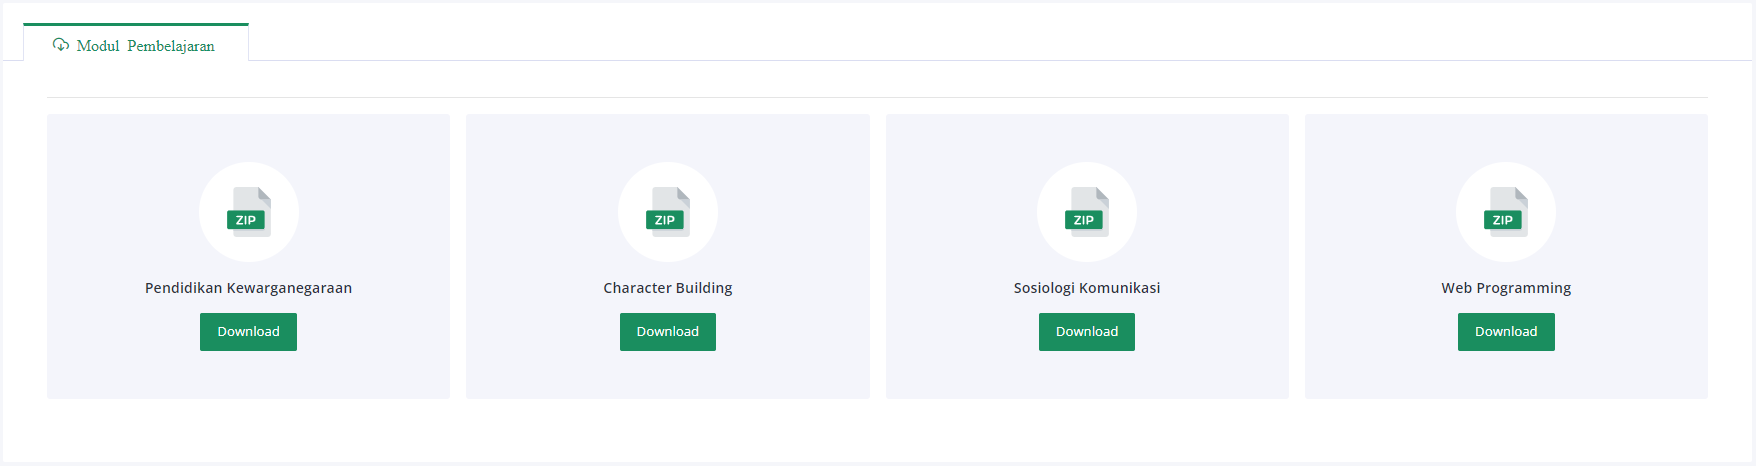 Modul Pembelajaran
ZIP
ZIP
ZIP
ZIP
Pendidikan Kewarganegaraan
Character Building
Sosiologi Komunikasi
Web Programming
Download
Download
Download
Download